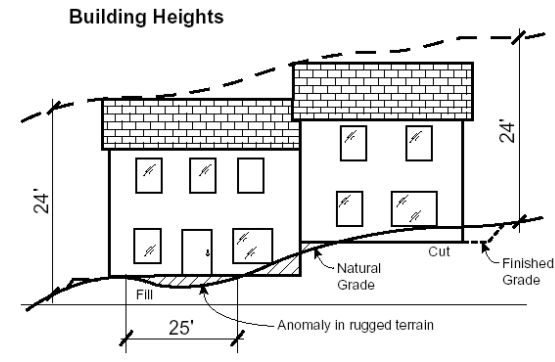 Building Heights
24'
24'
Natural
Grade
Cut
Finished
Grade
Fill
25'
Anomaly in rugged terrain